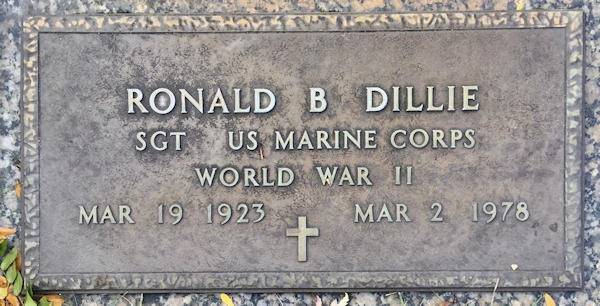 RONALD B DILLIE
SGT US MARINE CORPS
WORLD WAR II
MAR 19 1923 MAR 2 1978